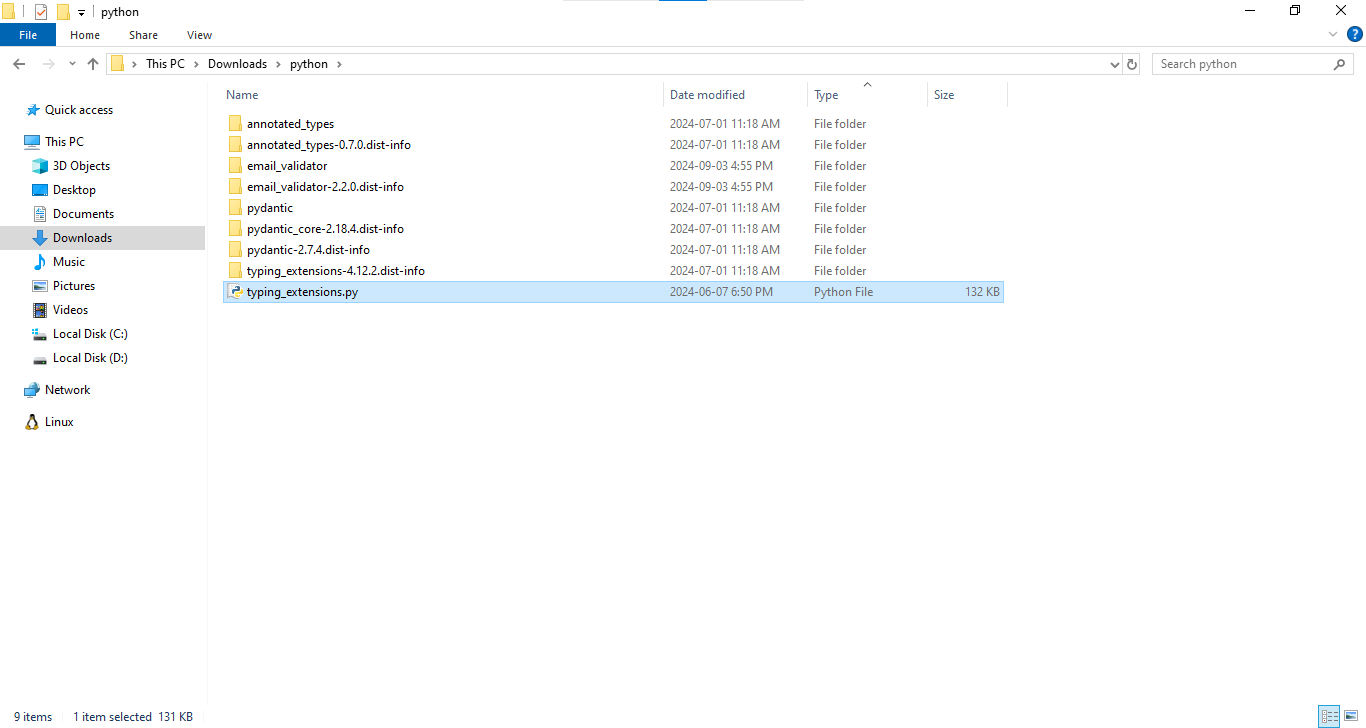 python
File Home Share View
This PC Downloads python
Search python
Name Date modified Type Size
Quick access
This PC
3D Objects
Desktop
Documents
Downloads
Music
Pictures
Videos
Local Disk (C:)
Local Disk (D:)
Network
Linux
annotated_types 2024-07-01 11:18 AM File folder
annotated_types-0.7.0.dist-info 2024-07-01 11:18 AM File folder
email_validator 2024-09-03 4:55 PM File folder
email_validator-2.2.0.dist-info 2024-09-03 4:55 PM File folder
pydantic 2024-07-01 11:18 AM File folder
pydantic_core-2.18.4.dist-info 2024-07-01 11:18 AM File folder
pydantic-2.7.4.dist-info 2024-07-01 11:18 AM File folder
typing_extensions-4.12.2.dist-info 2024-07-01 11:18 AM File folder
typing_extensions.py 2024-06-07 6:50 PM Python File 132 KB
9 items 1 item selected 131 KB